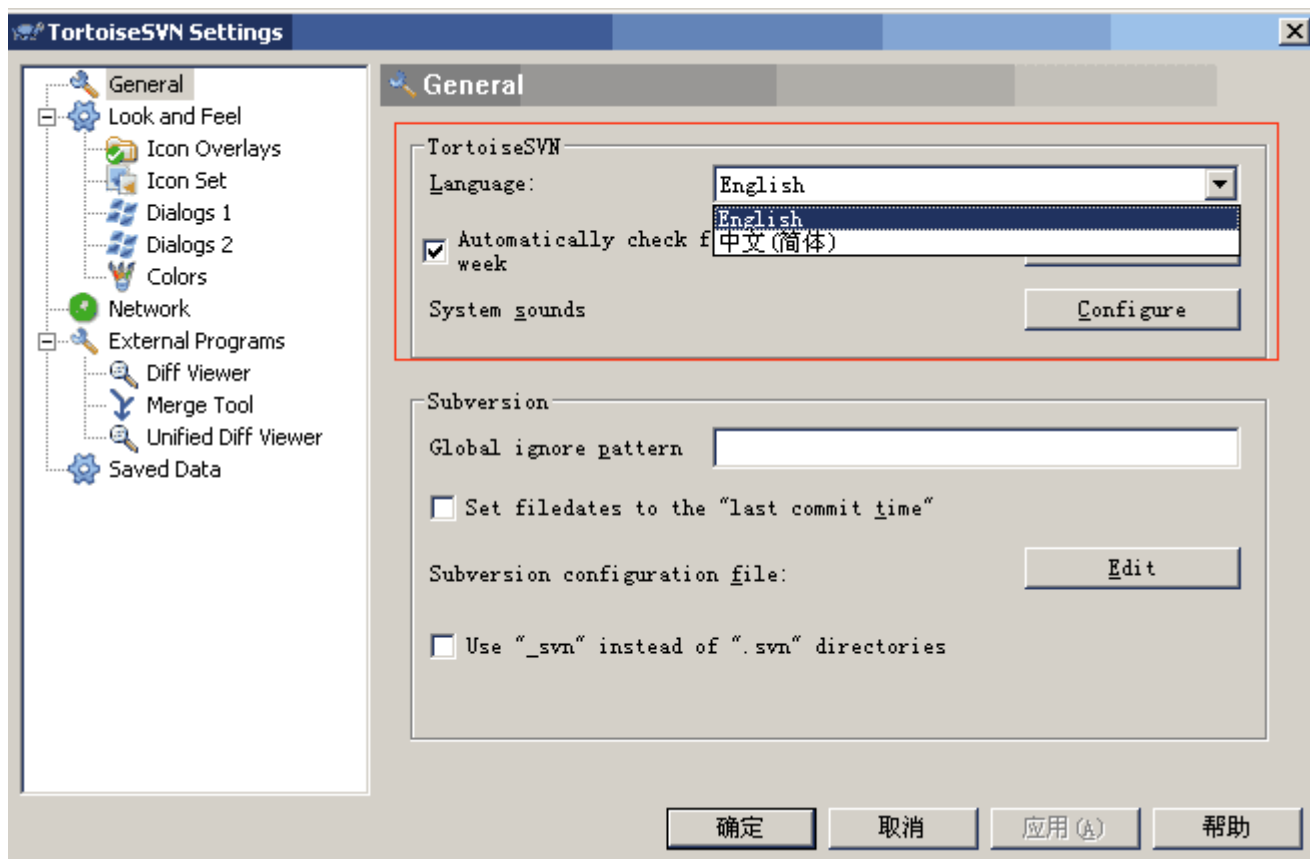 TortoiseSVN Settings
General
Look and Feel
Icon Overlays
Icon Set
Dialogs 1
Dialogs 2
Colors
Network
External Programs
Diff Viewer
Merge Tool
Unified Diff Viewer
Saved Data
General
TortoiseSVN
Language:
English
English
中文(简体)
Automatically check
week
System sounds
Configure
Subversion
Global ignore pattern
Set filedates to the "last commit time"
Subversion configuration file:
Edit
Use "_svn" instead of ".svn" directories
确定
取消
应用(A)
帮助